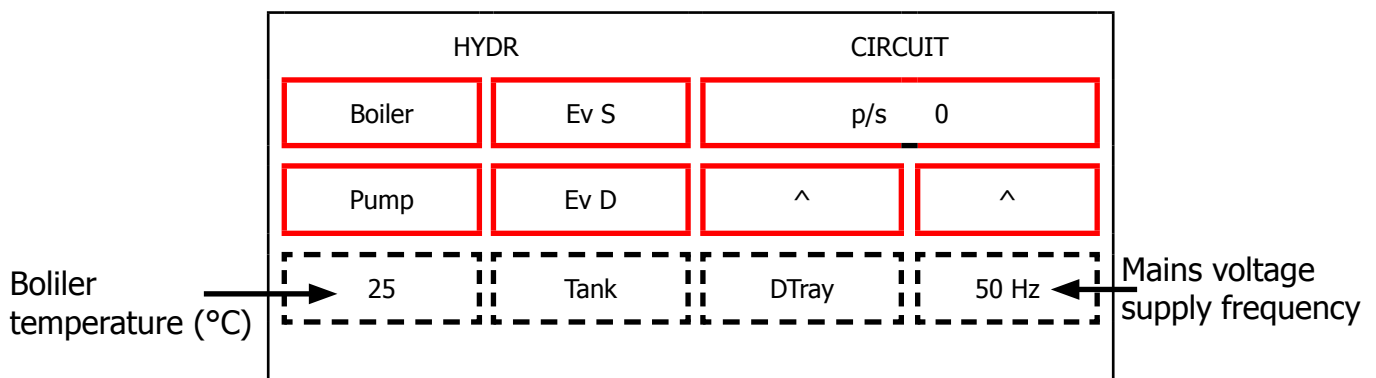 HYDR CIRCUIT
Boiler Ev S p/s 0
Pump Ev D ^ ^
Boliler
temperature (°C)
25 Tank DTray 50 Hz
Mains voltage
supply frequency